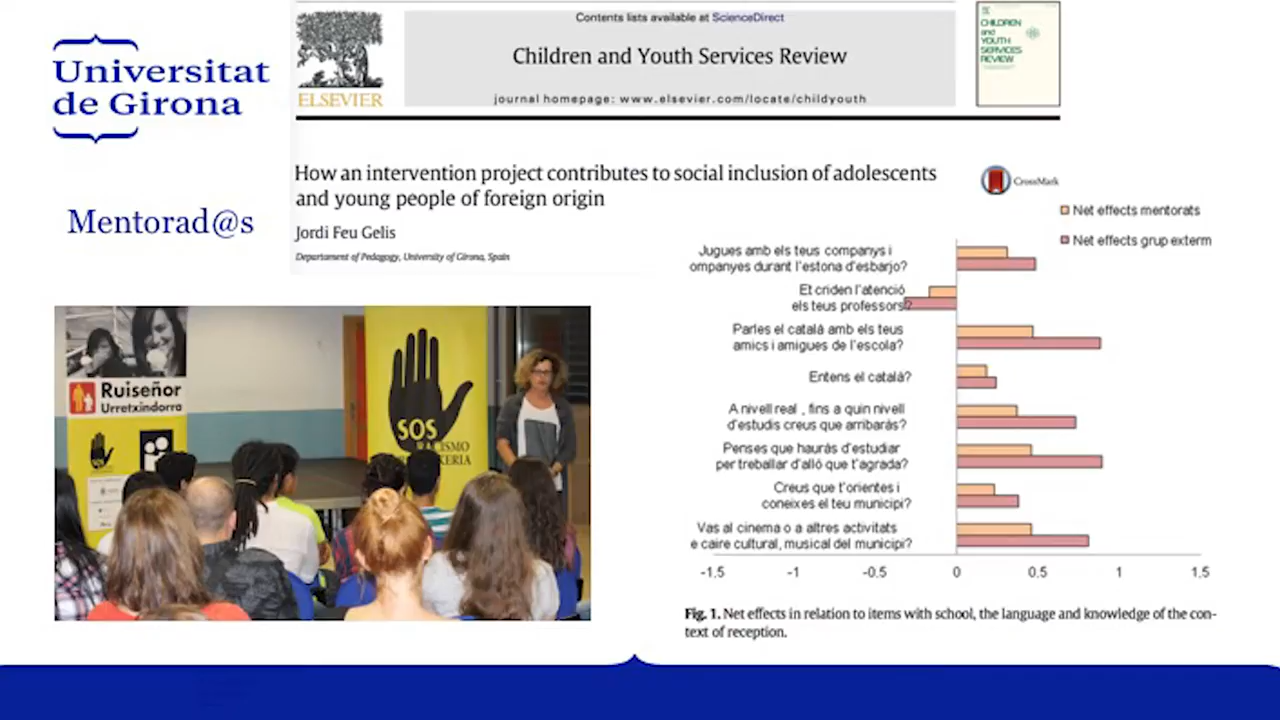 Universitat
de Girona
Mentorad@s
ELSEVIER
Contents lists available at ScienceDirect
Children and Youth Services Review
journal homepage: www.elsevier.com/locate/childyouth
CHILDREN
and
YOUTH
SERVICES
REVIEW
How an intervention project contributes to social inclusion of adolescents
and young people of foreign origin
Jordi Feu Gelis
Departament of Pedagogy, University of Girona, Spain
CrossMark
Ruiseñor
Urretxindorra
SOS
Net effects mentorats
Net effects grup exterm
Jugues amb els teus companys i
ompanyes durant l'estona d'esbarjo?
Et criden l'atenció
els teus professors?
Parles el català amb els teus
amics i amigues de l'escola?
Entens el català?
A nivell real , fins a quin nivell
d'estudis creus que arribaràs?
Penses que hauràs d'estudiar
per treballar d'allò que t'agrada?
Creus que t'orientes i
coneixes el teu municipi?
Vas al cinema o a altres activitats
e caire cultural, musical del municipi?
-1.5 -1 -0.5 0 0.5 1 1.5
Fig. 1. Net effects in relation to items with school, the language and knowledge of the con-
text of reception.